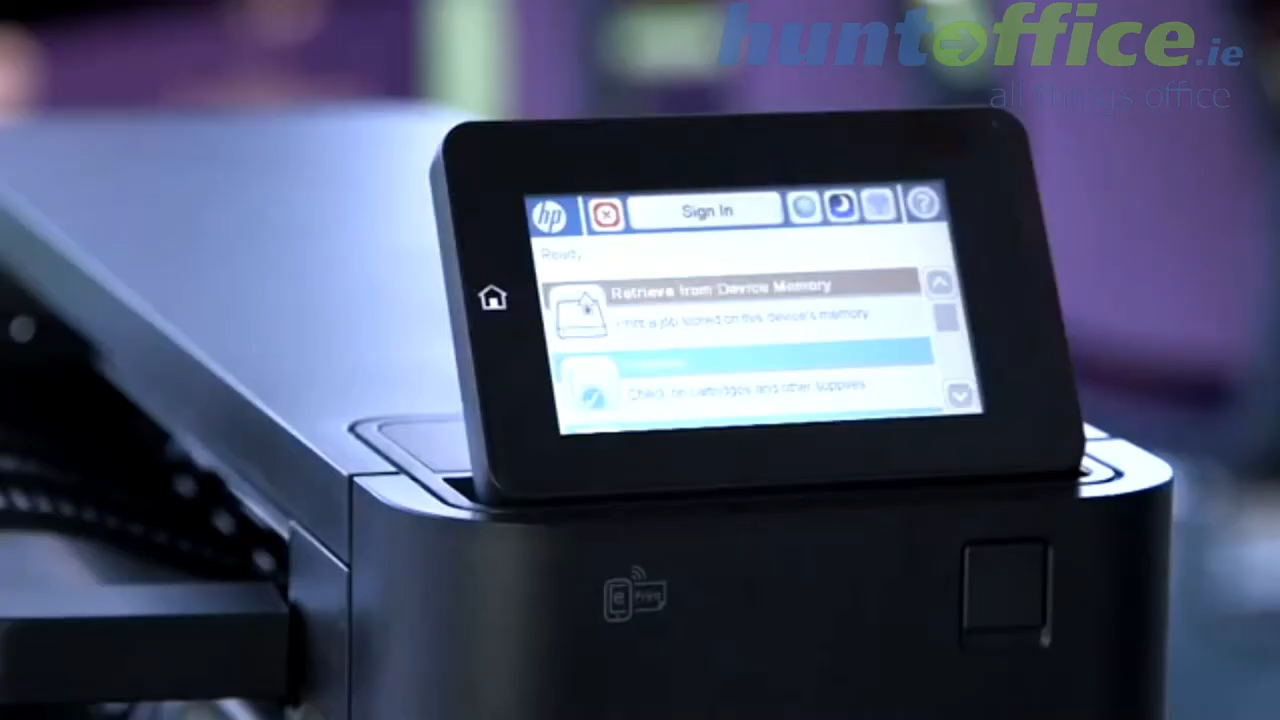 huntoffice.ie
all things office
hp
Sign In
?
Ready
Retrieve from Device Memory
Print a job stored on this device's memory
Check on cartridges and other supplies
e Print